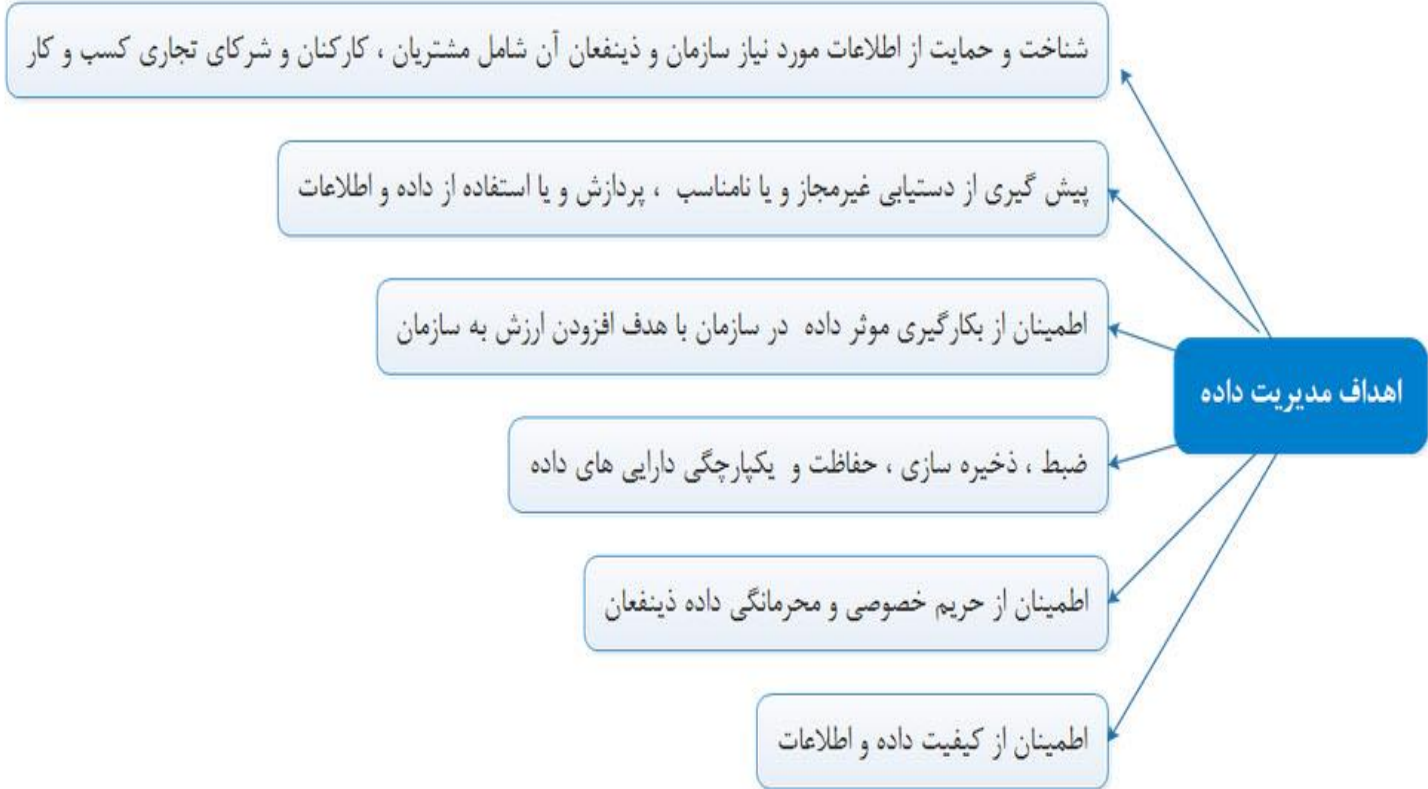 اهداف مدیریت داده
شناخت و حمایت از اطلاعات مورد نیاز سازمان و ذینفعان آن شامل مشتریان ، کارکنان و شرکای تجاری کسب و کار
پیش گیری از دستیابی غیرمجاز و یا نامناسب ، پردازش و یا استفاده از داده و اطلاعات
اطمینان از بکارگیری موثر داده در سازمان با هدف افزودن ارزش به سازمان
ضبط ، ذخیره سازی ، حفاظت و یکپارچگی دارایی های داده
اطمینان از حریم خصوصی و محرمانگی داده ذینفعان
اطمینان از کیفیت داده و اطلاعات